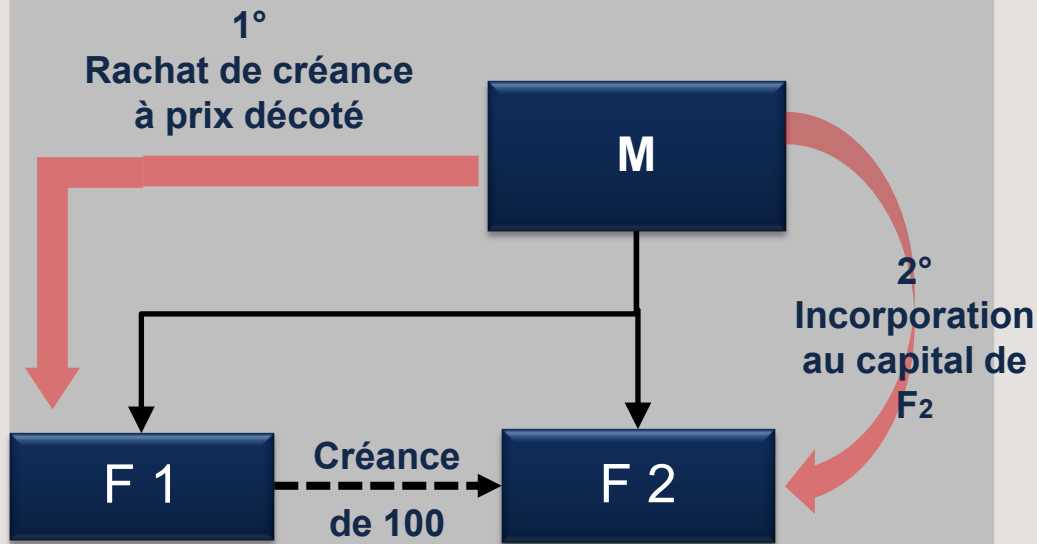 1°
Rachat de créance
à prix décoté
M
2°
Incorporation
au capital de
F2
F 1
Créance
de 100
F 2